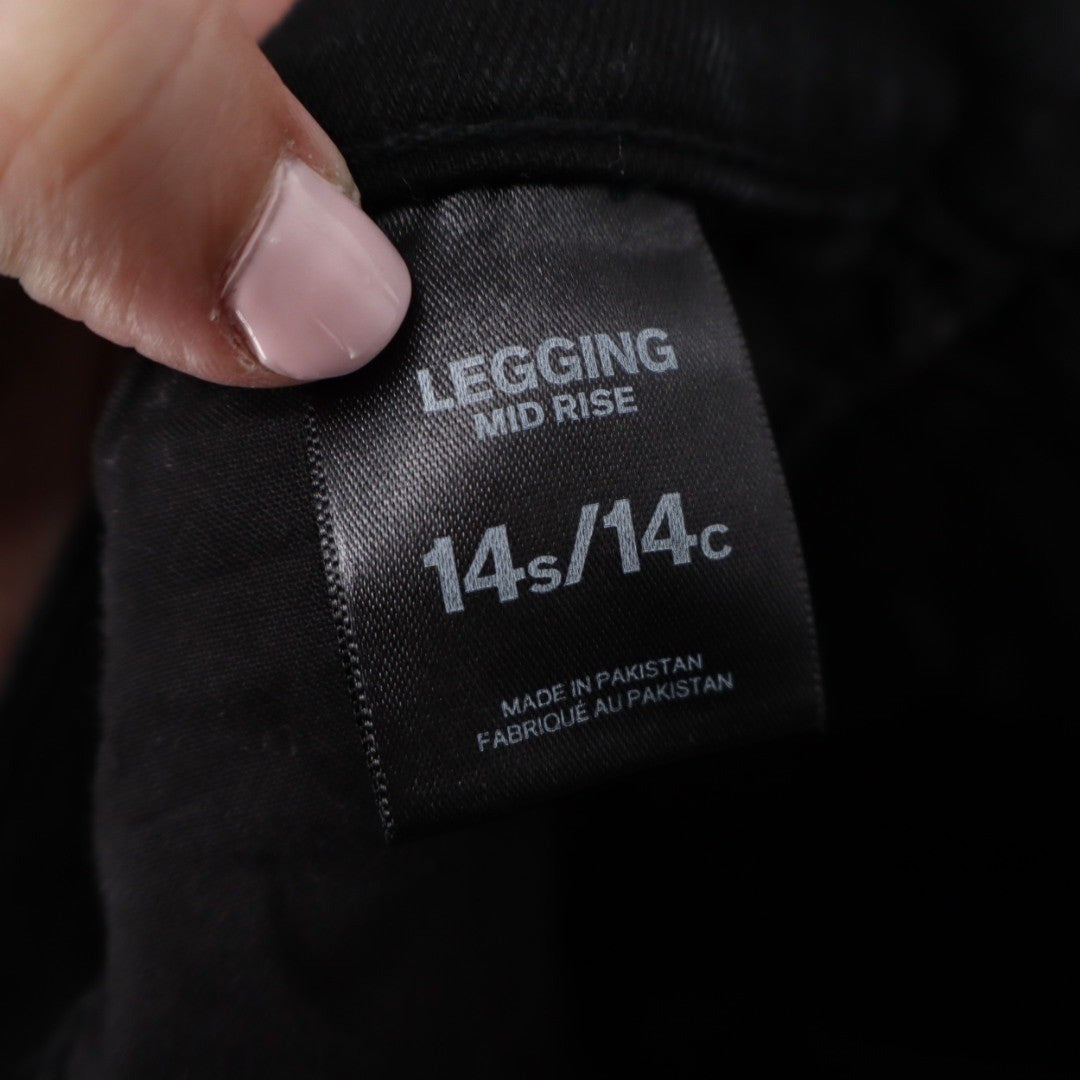 LEGGING
MID RISE
14s/14c
MADE IN PAKISTAN
FABRIQUÉ AU PAKISTAN